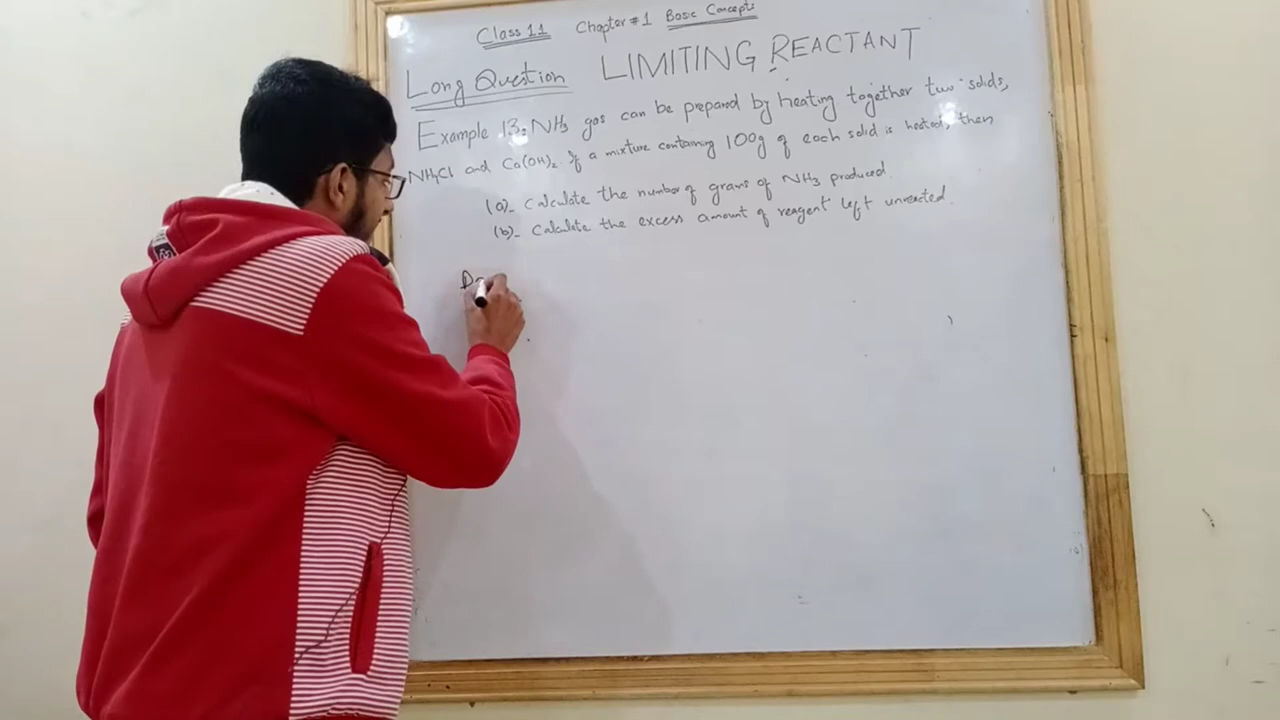 Class 11 Chapter #1 Basic Concepts
LIMITING REACTANT
Long Question
Example 13: NH3 gas can be prepared by heating together two solids,
NH4Cl and Ca(OH)2. If a mixture containing 100g of each solid is heated, then
(a)- Calculate the number of grams of NH3 produced.
(b)- Calculate the excess amount of reagent left unreacted.
Da